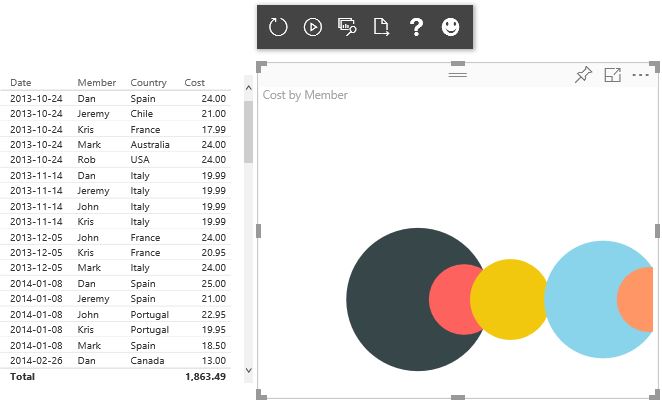 Date Member Country Cost
2013-10-24 Dan Spain 24.00
2013-10-24 Jeremy Chile 21.00
2013-10-24 Kris France 17.99
2013-10-24 Mark Australia 24.00
2013-10-24 Rob USA 24.00
2013-11-14 Dan Italy 19.99
2013-11-14 Jeremy Italy 19.99
2013-11-14 John Italy 19.99
2013-11-14 Kris Italy 19.99
2013-12-05 John France 24.00
2013-12-05 Kris France 20.95
2013-12-05 Mark Italy 24.00
2014-01-08 Dan Spain 25.00
2014-01-08 Jeremy Spain 21.00
2014-01-08 John Portugal 22.95
2014-01-08 Kris Portugal 19.95
2014-01-08 Mark Spain 18.50
2014-02-26 Dan Canada 13.00
Total 1,863.49
?
Cost by Member